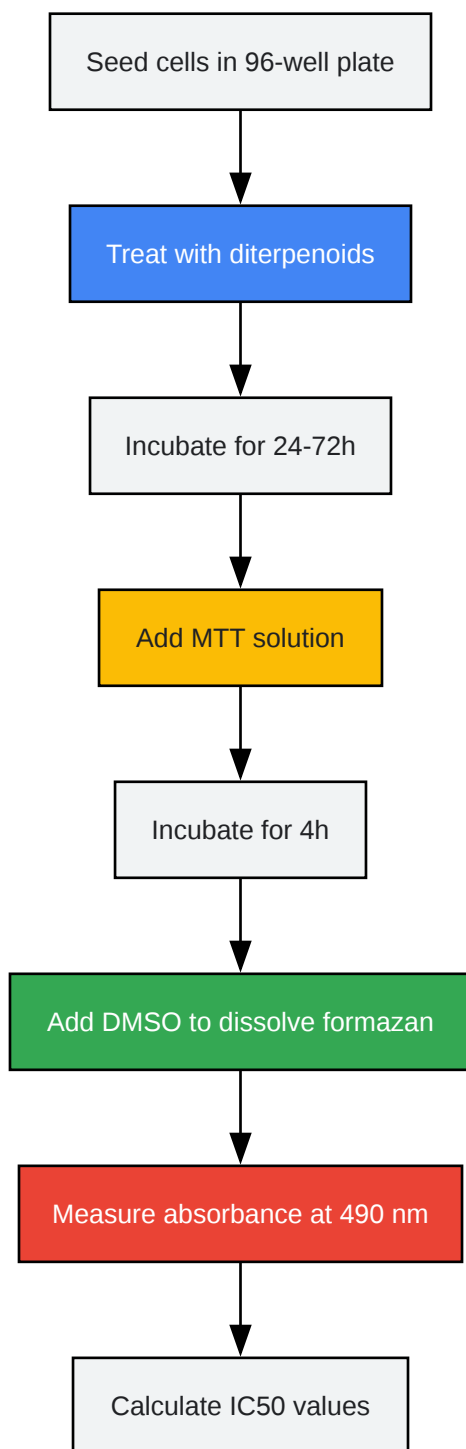 Seed cells in 96-well plate
Treat with diterpenoids
Incubate for 24-72h
Add MTT solution
Incubate for 4h
Add DMSO to dissolve formazan
Measure absorbance at 490 nm
Calculate IC50 values